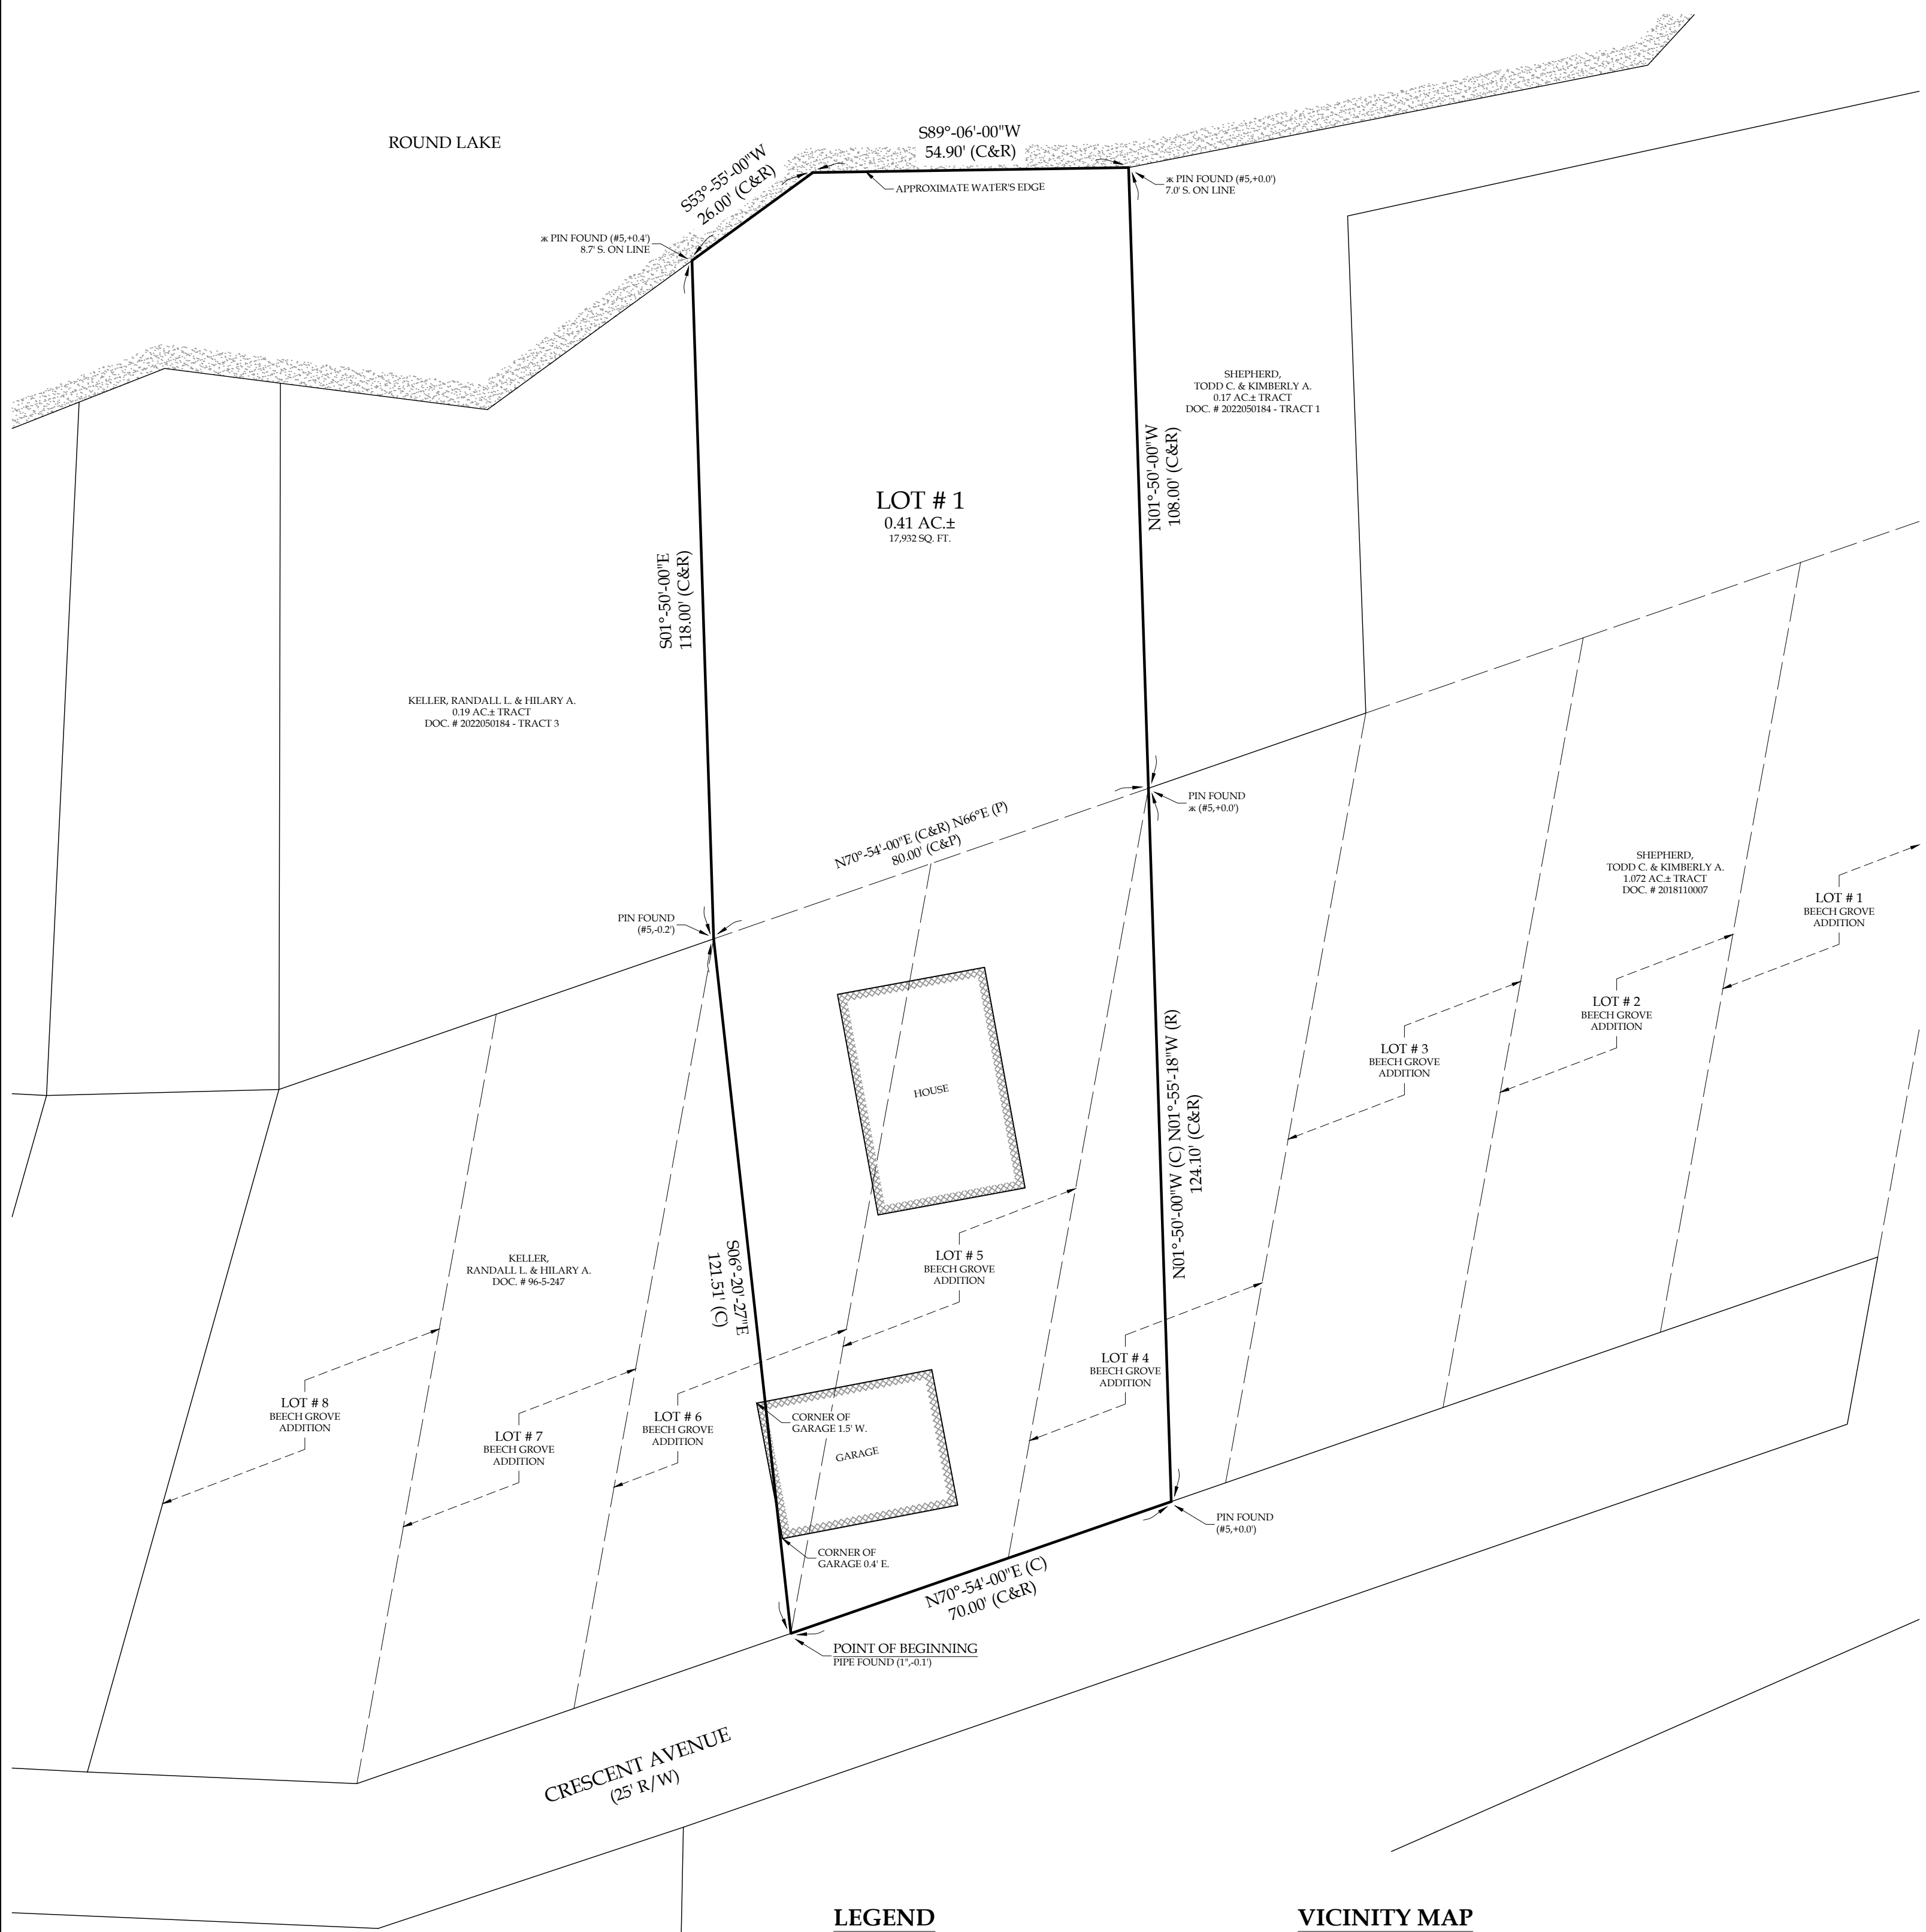 ROUND LAKE
S89°-06'-00"W
54.90' (C&R)
S53°-55'-00"W
26.00' (C&R)
APPROXIMATE WATER'S EDGE
ж PIN FOUND (#5,+0.0')
7.0' S. ON LINE
ж PIN FOUND (#5,+0.4')
8.7' S. ON LINE
SHEPHERD,
TODD C. & KIMBERLY A.
0.17 AC.± TRACT
DOC. # 2022050184 - TRACT 1
N01°-50'-00"W
108.00' (C&R)
LOT # 1
0.41 AC.±
17,932 SQ. FT.
S01°-50'-00"E
118.00' (C&R)
KELLER, RANDALL L. & HILARY A.
0.19 AC.± TRACT
DOC. # 2022050184 - TRACT 3
N70°-54'-00"E (C&R) N66°E (P)
80.00' (C&P)
PIN FOUND
ж (#5,+0.0')
PIN FOUND
(#5,-0.2')
SHEPHERD,
TODD C. & KIMBERLY A.
1.072 AC.± TRACT
DOC. # 2018110007
LOT # 1
BEECH GROVE
ADDITION
LOT # 2
BEECH GROVE
ADDITION
LOT # 3
BEECH GROVE
ADDITION
HOUSE
N01°-50'-00"W (C) N01°-55'-18"W (R)
124.10' (C&R)
S06°-20'-27"E
121.51' (C)
KELLER,
RANDALL L. & HILARY A.
DOC. # 96-5-247
LOT # 5
BEECH GROVE
ADDITION
LOT # 4
BEECH GROVE
ADDITION
LOT # 8
BEECH GROVE
ADDITION
LOT # 7
BEECH GROVE
ADDITION
LOT # 6
BEECH GROVE
ADDITION
CORNER OF
GARAGE 1.5' W.
GARAGE
CORNER OF
GARAGE 0.4' E.
PIN FOUND
(#5,+0.0')
N70°-54'-00"E (C)
70.00' (C&R)
POINT OF BEGINNING
PIPE FOUND (1",-0.1')
CRESCENT AVENUE
(25' R/W)
LEGEND
VICINITY MAP